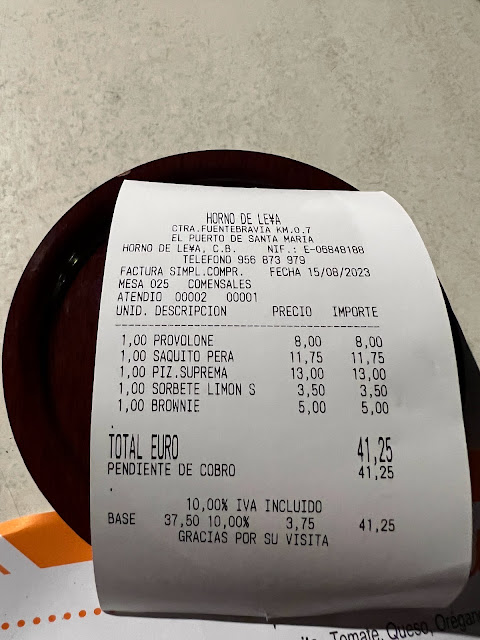 HORNO DE LE¥A
CTRA.FUENTEBRAVIA KM.0.7
EL PUERTO DE SANTA MARIA
HORNO DE LE¥A, C.B. NIF.: E-06848188
TELEFONO 956 873 979
FACTURA SIMPL.COMPR. FECHA 15/08/2023
MESA 025 COMENSALES
ATENDIO 00002 00001
UNID. DESCRIPCION PRECIO IMPORTE
1,00 PROVOLONE 8,00 8,00
1,00 SAQUITO PERA 11,75 11,75
1,00 PIZ.SUPREMA 13,00 13,00
1,00 SORBETE LIMON S 3,50 3,50
1,00 BROWNIE 5,00 5,00
TOTAL EURO 41,25
PENDIENTE DE COBRO 41,25
10,00% IVA INCLUIDO
BASE 37,50 10,00% 3,75 41,25
GRACIAS POR SU VISITA
Tomate, Queso, Orégano